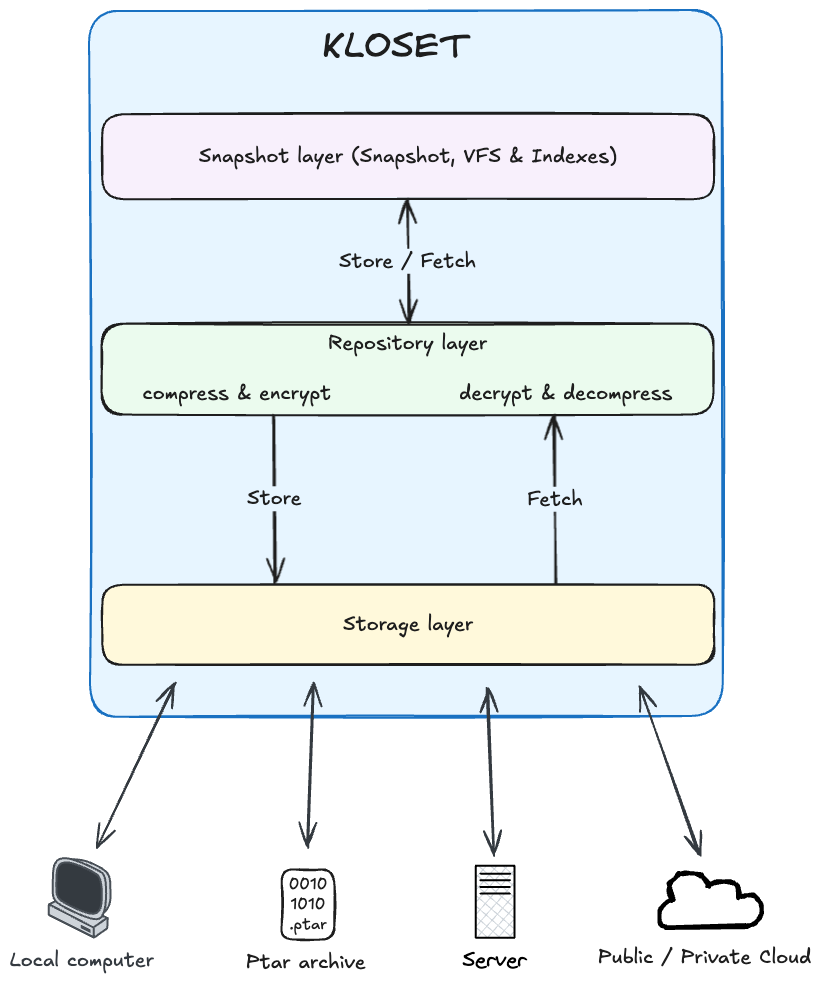 KLOSET
Snapshot layer (Snapshot, VFS & Indexes)
Store / Fetch
Repository layer
compress & encrypt
decrypt & decompress
Store
Fetch
Storage layer
0010
1010
.ptar
Local computer
Ptar archive
Server
Public / Private Cloud